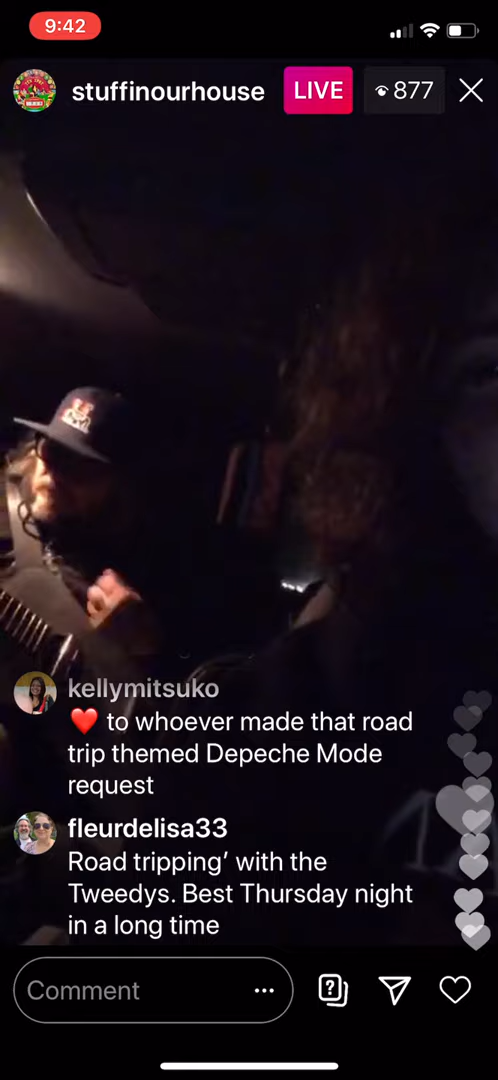 9:42
stuffinourhouse LIVE 877
kellymitsuko
❤️ to whoever made that road
trip themed Depeche Mode
request
fleurdelisa33
Road tripping’ with the
Tweedys. Best Thursday night
in a long time
Comment ...